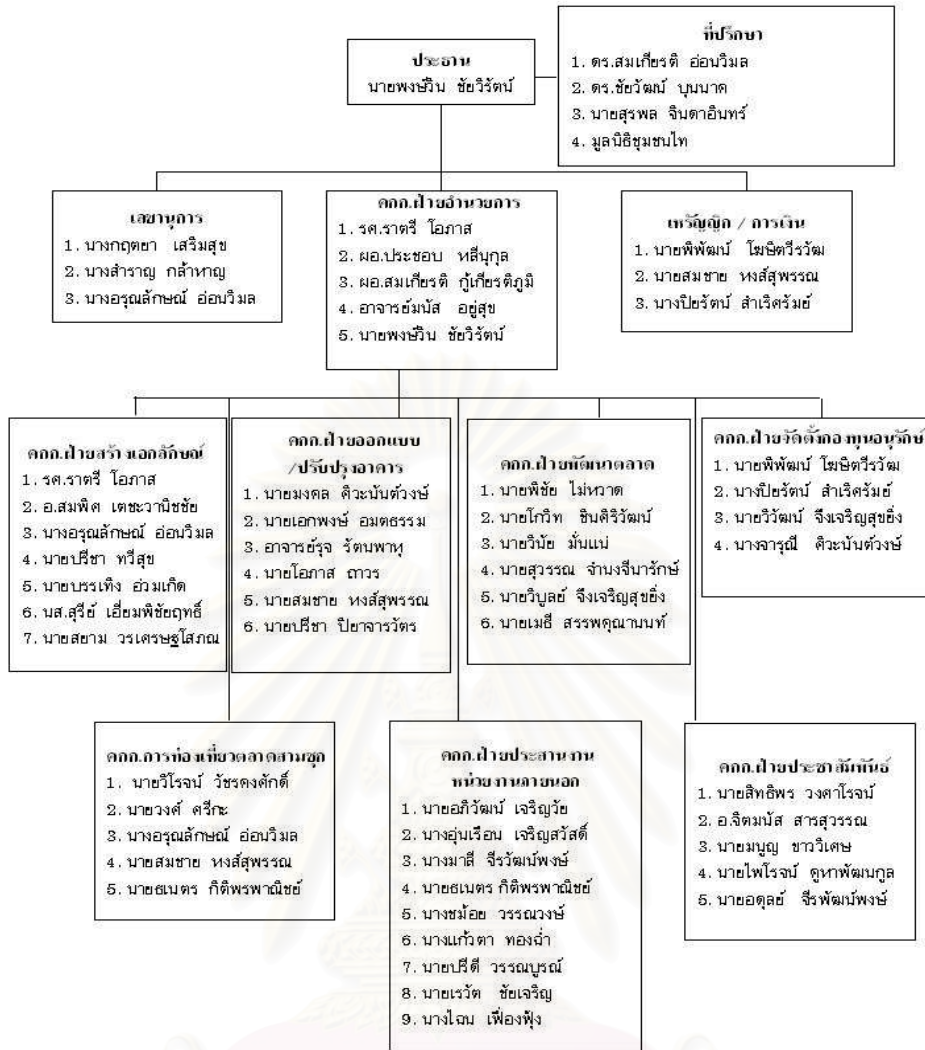 ประธาน
นายพงษ์วิน ชัยวิรัตน์
ที่ปรึกษา
1. ดร.สมเกียรติ อ่อนวิมล
2. ดร.ชัยวัฒน์ บุนนาค
3. นายสุรพล จินดาอินทร์
4. มูลนิธิชุมชนไท
เลขานุการ
1. นางกฤตยา เสริมสุข
2. นางสำราญ กล้าหาญ
3. นางอรุณลักษณ์ อ่อนวิมล
คกก.ฝ่ายอำนวยการ
1. รศ.ราตรี โอภาส
2. ผอ.ประชอบ หลีนุกุล
3. ผอ.สมเกียรติ กู้เกียรติภูมิ
4. อาจารย์มนัส อยู่สุข
5. นายพงษ์วิน ชัยวิรัตน์
เหรัญญิก / การเงิน
1. นายพิพัฒน์ โฆษิตวีรวัฒ
2. นายสมชาย หงส์สุพรรณ
3. นางปิยรัตน์ สำเริศรัมย์
คกก.ฝ่ายสร้างเอกลักษณ์
1. รศ.ราตรี โอภาส
2. อ.สมพิศ เตชะวานิชชัย
3. นางอรุณลักษณ์ อ่อนวิมล
4. นายปรีชา ทวีสุข
5. นายบรรเทิง อ่วมเกิด
6. นส.สุรีย์ เอี่ยมพิชัยฤทธิ์
7. นายสยาม วรเศรษฐโสภณ
คกก.ฝ่ายออกแบบ
/ปรับปรุงอาคาร
1. นายมงคล ศิวะนันต์วงษ์
2. นายเอกพงษ์ อมตธรรม
3. อาจารย์รุจ รัตนพาหุ
4. นายโอภาส ถาวร
5. นายสมชาย หงส์สุพรรณ
6. นายปรีชา ปิยาจารวัตร
คกก.ฝ่ายพัฒนาตลาด
1. นายพิชัย ไม่หวาด
2. นายโกวิท ชินศิริวัฒน์
3. นายวินัย มั่นแน่
4. นายสุวรรณ จำนงจีนารักษ์
5. นายวิบูลย์ จึงเจริญสุขยิ่ง
6. นายเมธี สรรพคุณานนท์
คกก.ฝ่ายจัดตั้งกองทุนอนุรักษ์
1. นายพิพัฒน์ โฆษิตวีรวัฒ
2. นางปิยรัตน์ สำเริศรัมย์
3. นายวิวัฒน์ จึงเจริญสุขยิ่ง
4. นางจารุณี ศิวะนันต์วงษ์
คกก.การท่องเที่ยวตลาดสามชุก
1. นายวิโรจน์ วัชรคงศักดิ์
2. นายวงศ์ ศรีกะ
3. นางอรุณลักษณ์ อ่อนวิมล
4. นายสมชาย หงส์สุพรรณ
5. นายธเนตร กิติพรพาณิชย์
คกก.ฝ่ายประสานงาน
หน่วยงานภายนอก
1. นายอภิวัฒน์ เจริญวัย
2. นางอุ่นเรือน เจริญสวัสดิ์
3. นางมาลี จีรวัฒน์พงษ์
4. นายธเนตร กิติพรพาณิชย์
5. นางชม้อย วรรณวงษ์
6. นางแก้วตา ทองฉ่ำ
7. นายปรีดี วรรณบูรณ์
8. นายเรวัต ชัยเจริญ
9. นางไฉน เฟื่องฟุ้ง
คกก.ฝ่ายประชาสัมพันธ์
1. นายสิทธิพร วงศาโรจน์
2. อ.จิตมนัส สารสุวรรณ
3. นายมนูญ ขาววิเศษ
4. นายไพโรจน์ คูหาพัฒนกูล
5. นายอดุลย์ จีรพัฒน์พงษ์